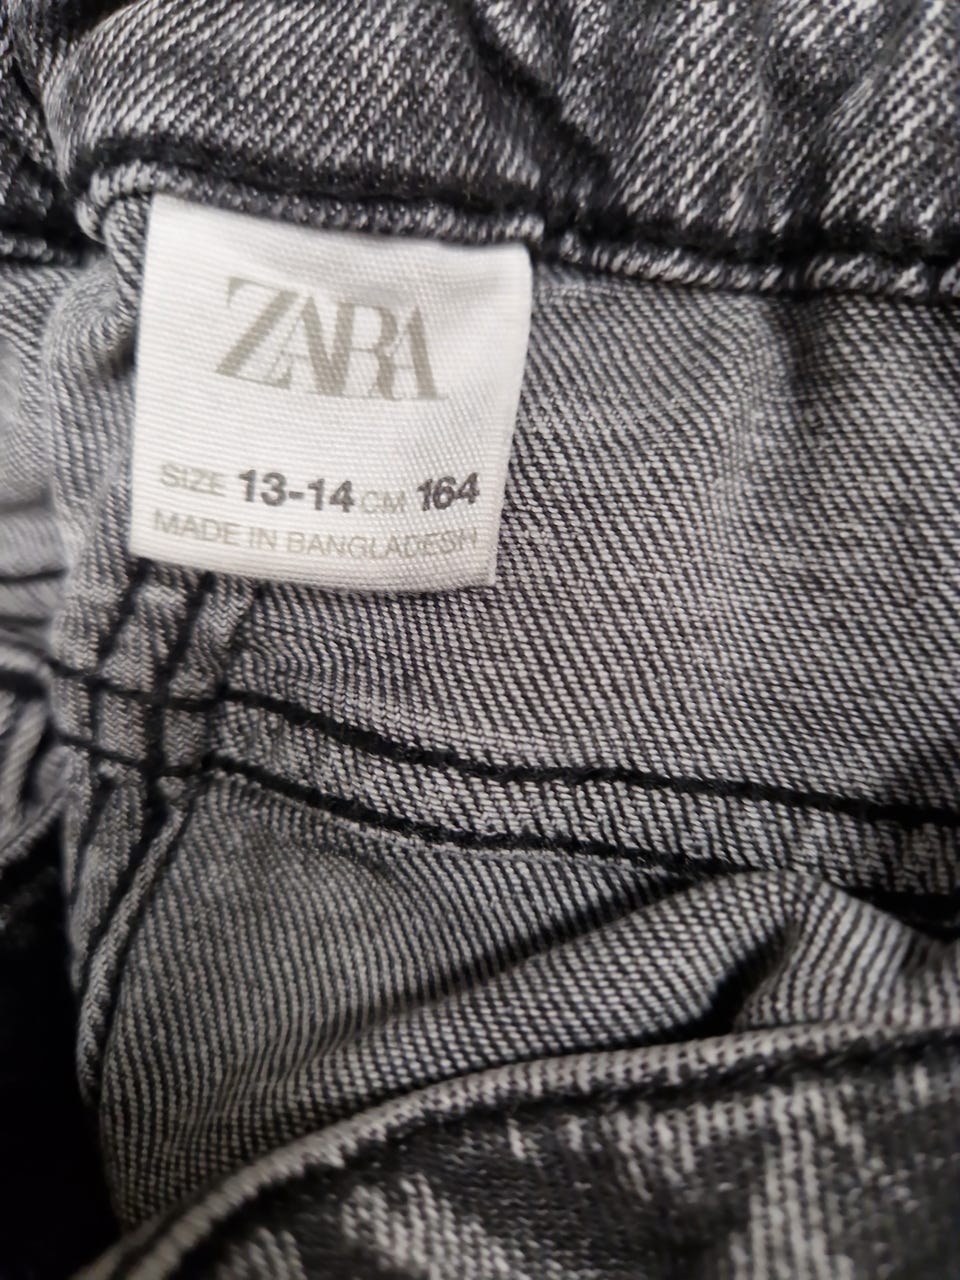 ZARA
SIZE 13-14 CM 164
MADE IN BANGLADESH